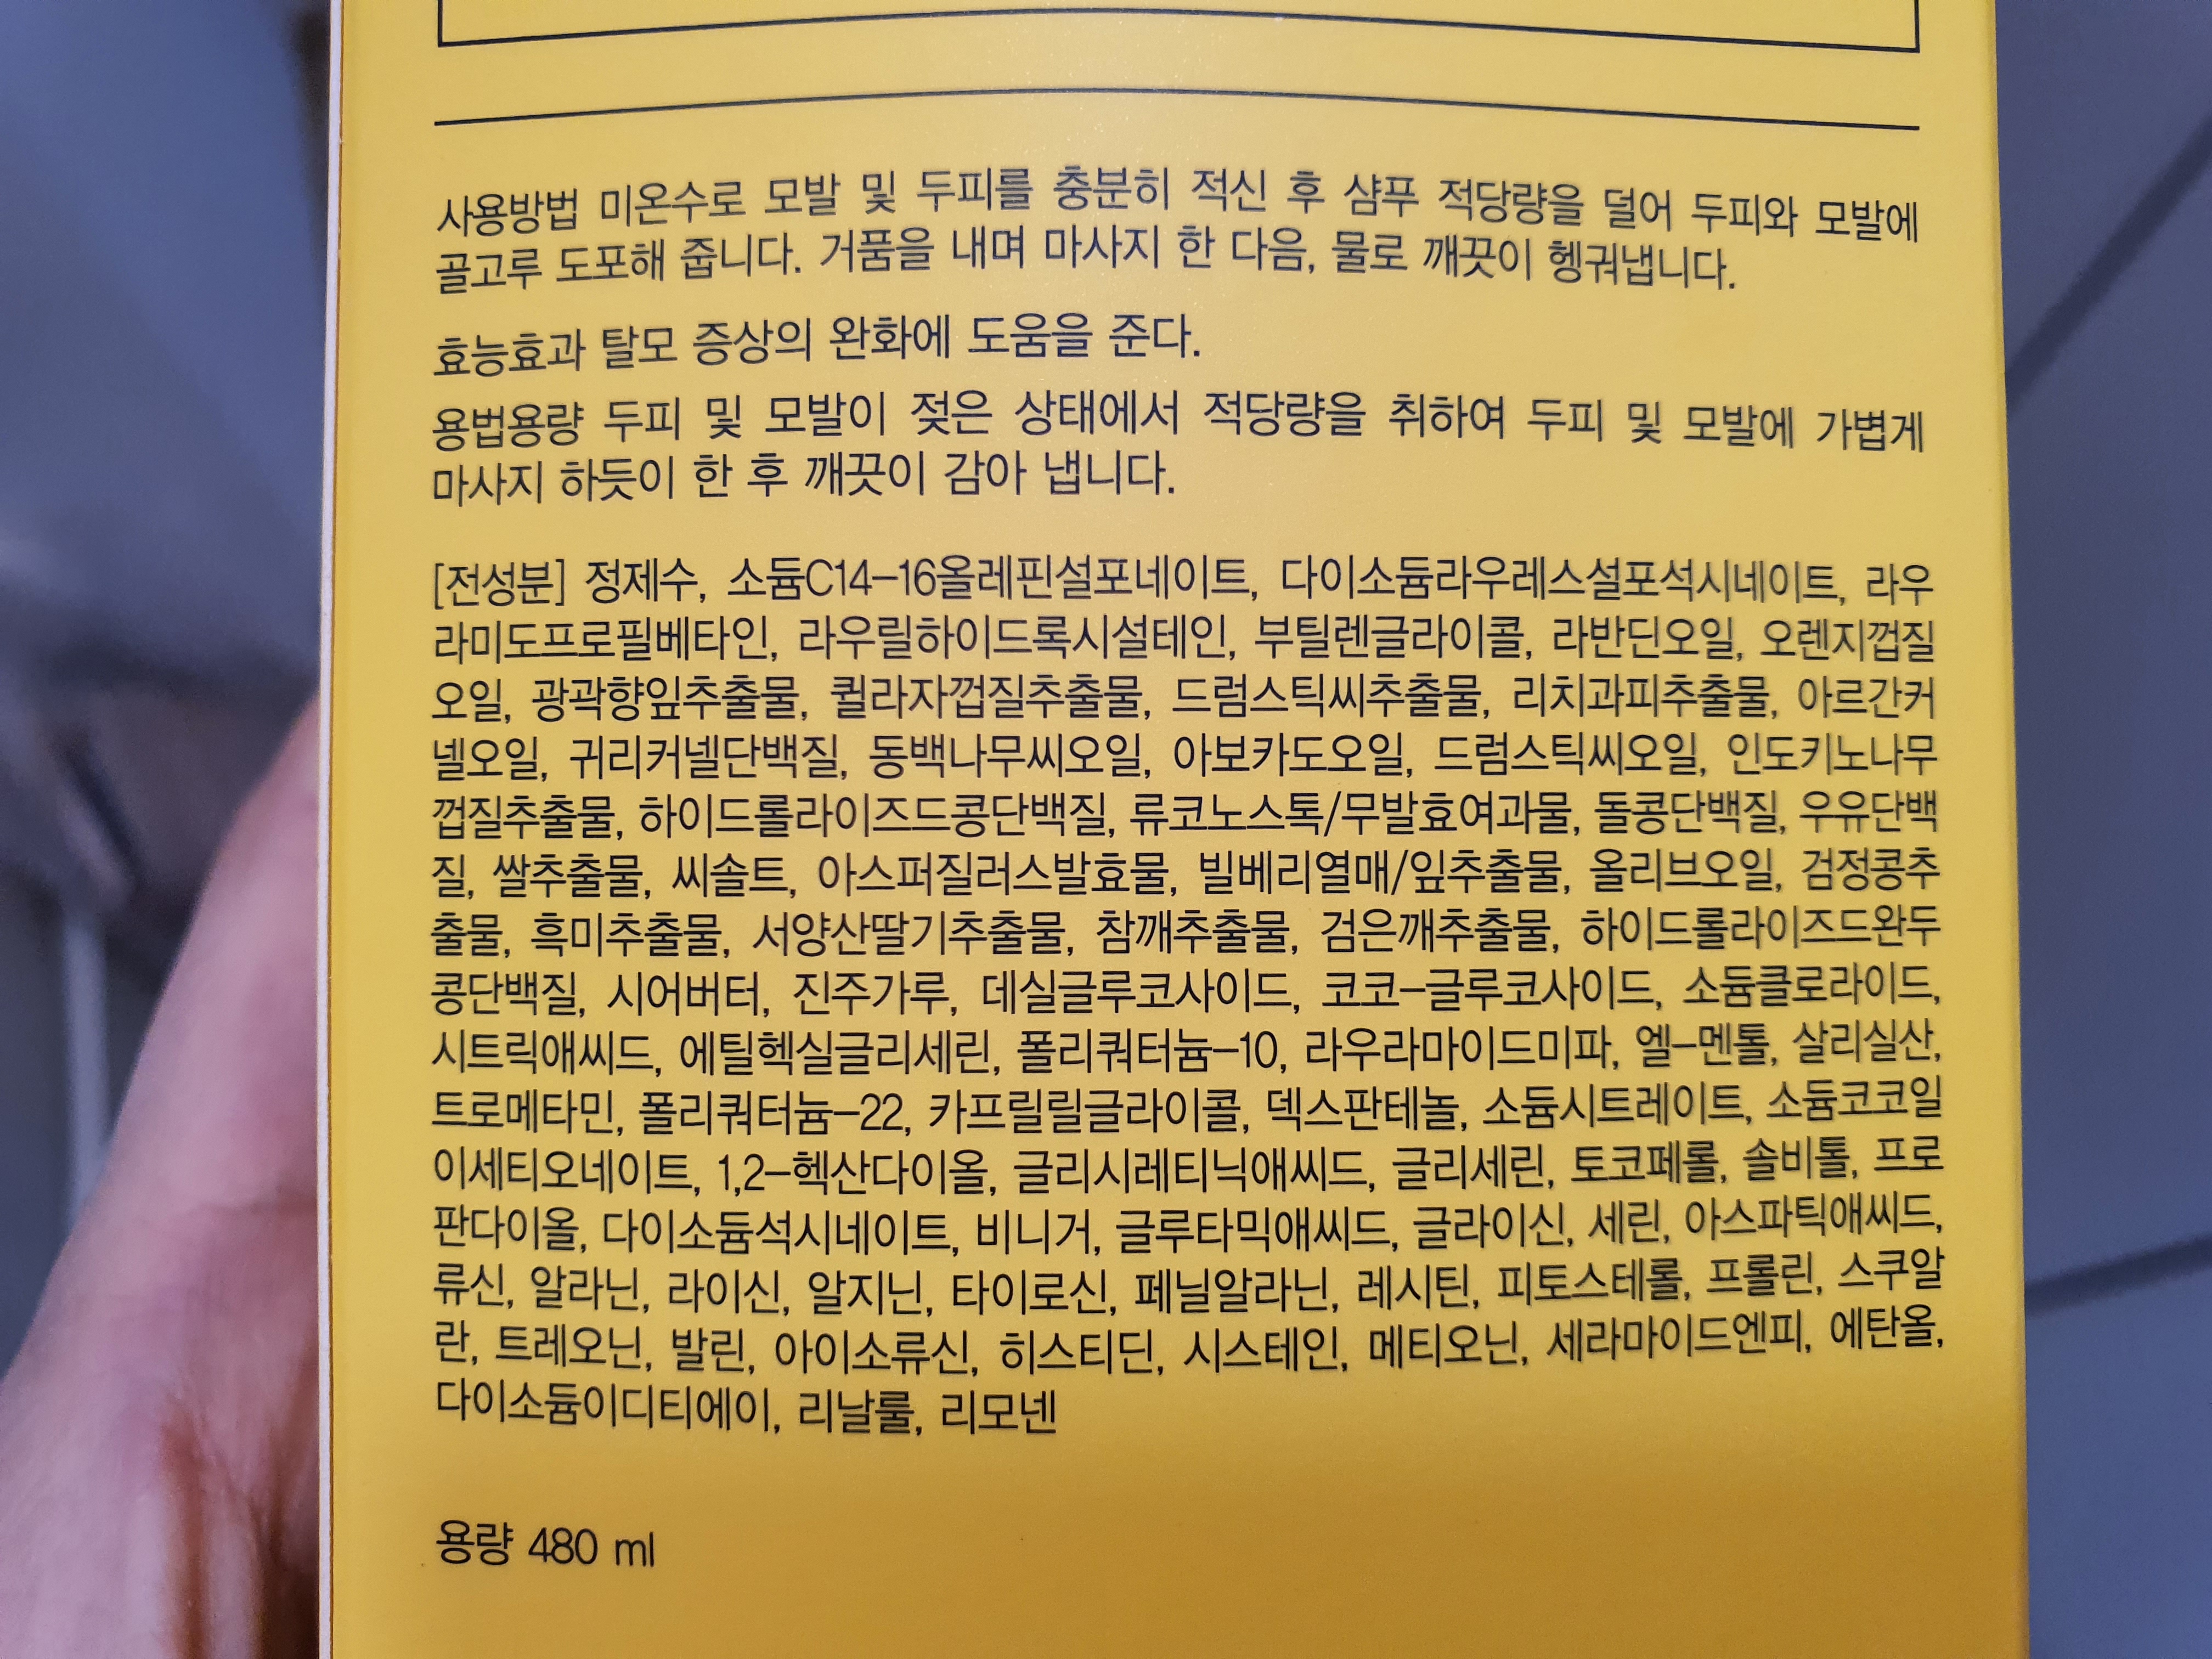 사용방법 미온수로 모발 및 두피를 충분히 적신 후 샴푸 적당량을 덜어 두피와 모발에
골고루 도포해 줍니다. 거품을 내며 마사지 한 다음, 물로 깨끗이 헹궈냅니다.
효능효과 탈모 증상의 완화에 도움을 준다.
용법용량 두피 및 모발이 젖은 상태에서 적당량을 취하여 두피 및 모발에 가볍게
마사지 하듯이 한 후 깨끗이 감아 냅니다.
[전성분] 정제수, 소듐C14-16올레핀설포네이트, 다이소듐라우레스설포석시네이트, 라우
라미도프로필베타인, 라우릴하이드록시설테인, 부틸렌글라이콜, 라반딘오일, 오렌지껍질
오일, 광곽향잎추출물, 퀼라자껍질추출물, 드럼스틱씨추출물, 리치과피추출물, 아르간커
넬오일, 귀리커넬단백질, 동백나무씨오일, 아보카도오일, 드럼스틱씨오일, 인도키노나무
껍질추출물, 하이드롤라이즈드콩단백질, 류코노스톡/무발효여과물, 돌콩단백질, 우유단백
질, 쌀추출물, 씨솔트, 아스퍼질러스발효물, 빌베리열매/잎추출물, 올리브오일, 검정콩추
출물, 흑미추출물, 서양산딸기추출물, 참깨추출물, 검은깨추출물, 하이드롤라이즈드완두
콩단백질, 시어버터, 진주가루, 데실글루코사이드, 코코-글루코사이드, 소듐클로라이드,
시트릭애씨드, 에틸헥실글리세린, 폴리쿼터늄-10, 라우라마이드미파, 엘-멘톨, 살리실산,
트로메타민, 폴리쿼터늄-22, 카프릴릴글라이콜, 덱스판테놀, 소듐시트레이트, 소듐코코일
이세티오네이트, 1,2-헥산다이올, 글리시레티닉애씨드, 글리세린, 토코페롤, 솔비톨, 프로
판다이올, 다이소듐석시네이트, 비니거, 글루타믹애씨드, 글라이신, 세린, 아스파틱애씨드,
류신, 알라닌, 라이신, 알지닌, 타이로신, 페닐알라닌, 레시틴, 피토스테롤, 프롤린, 스쿠알
란, 트레오닌, 발린, 아이소류신, 히스티딘, 시스테인, 메티오닌, 세라마이드엔피, 에탄올,
다이소듐이디티에이, 리날룰, 리모넨
용량 480 ml